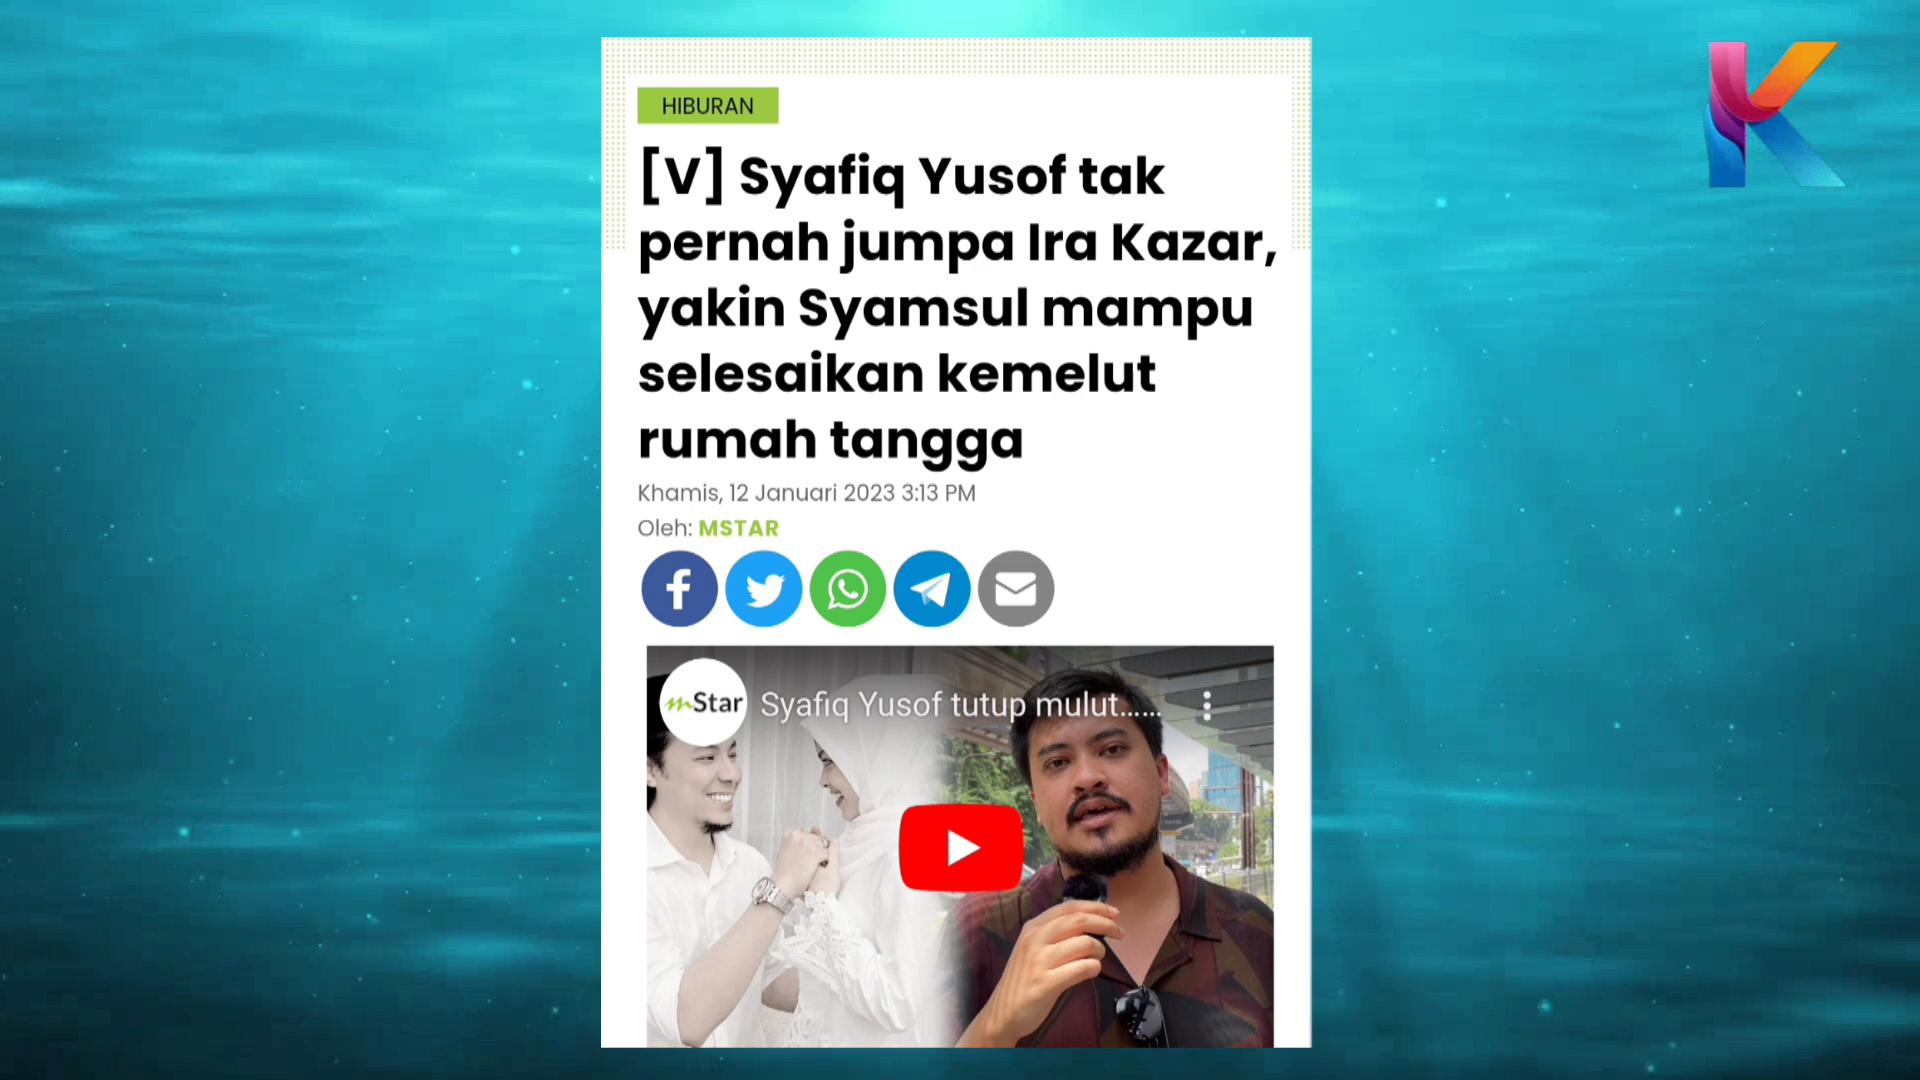 HIBURAN
[V] Syafiq Yusof tak
pernah jumpa Ira Kazar,
yakin Syamsul mampu
selesaikan kemelut
rumah tangga
Khamis, 12 Januari 2023 3:13 PM
Oleh: MSTAR
mStar Syafiq Yusof tutup mulut......